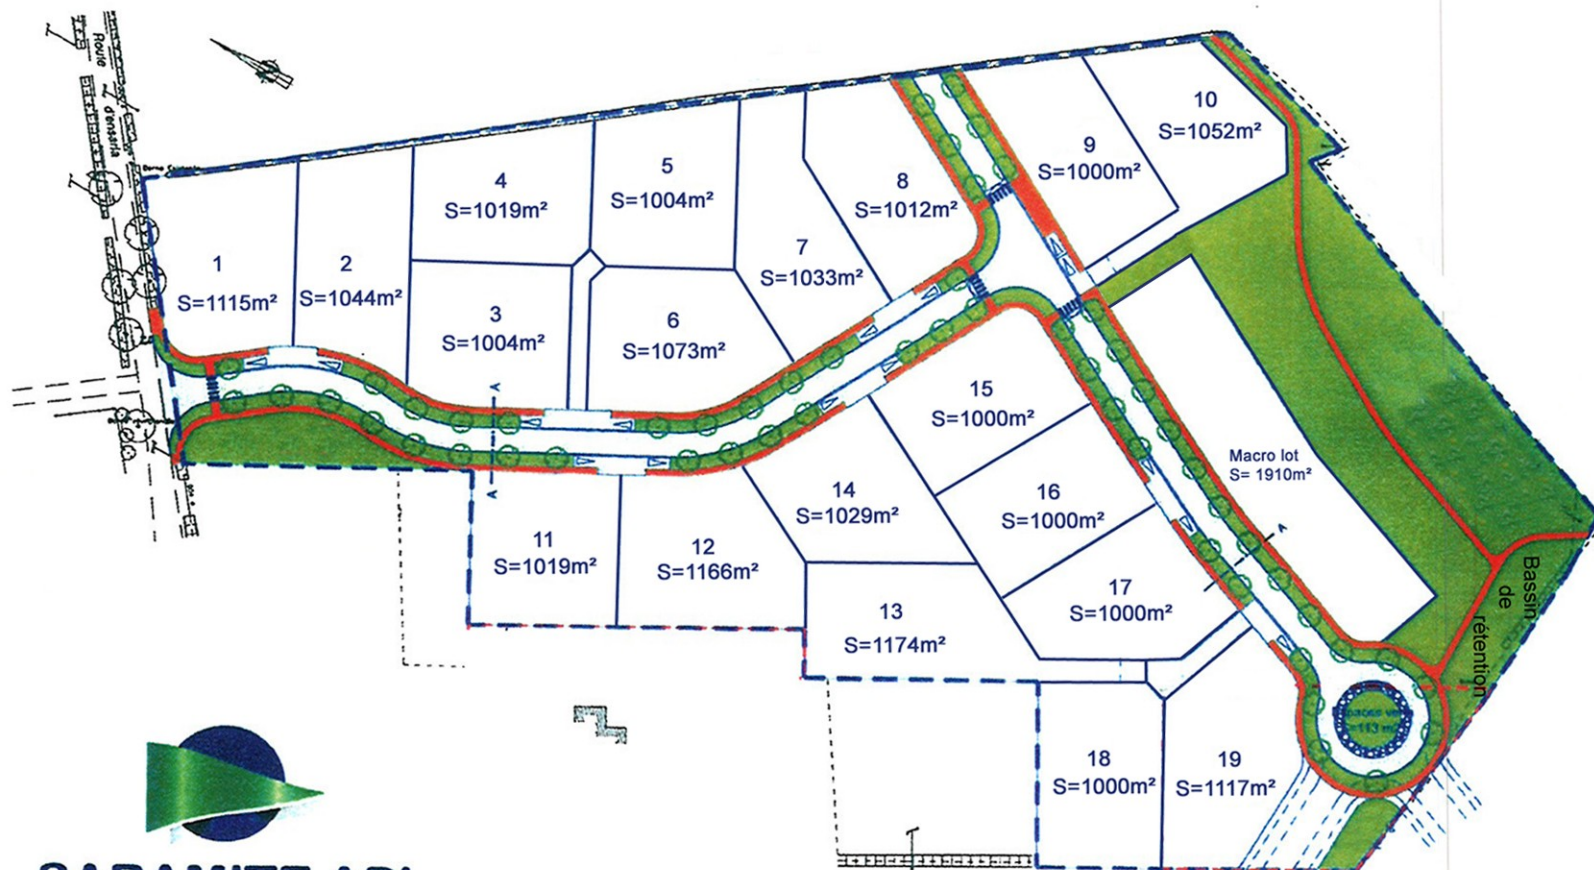 Route d'ensaria
1
S=1115m²
2
S=1044m²
4
S=1019m²
5
S=1004m²
3
S=1004m²
6
S=1073m²
7
S=1033m²
8
S=1012m²
9
S=1000m²
10
S=1052m²
A
A
15
S=1000m²
16
S=1000m²
17
S=1000m²
14
S=1029m²
11
S=1019m²
12
S=1166m²
13
S=1174m²
18
S=1000m²
19
S=1117m²
Macro lot
S= 1910m²
A
Bassin
de
rétention